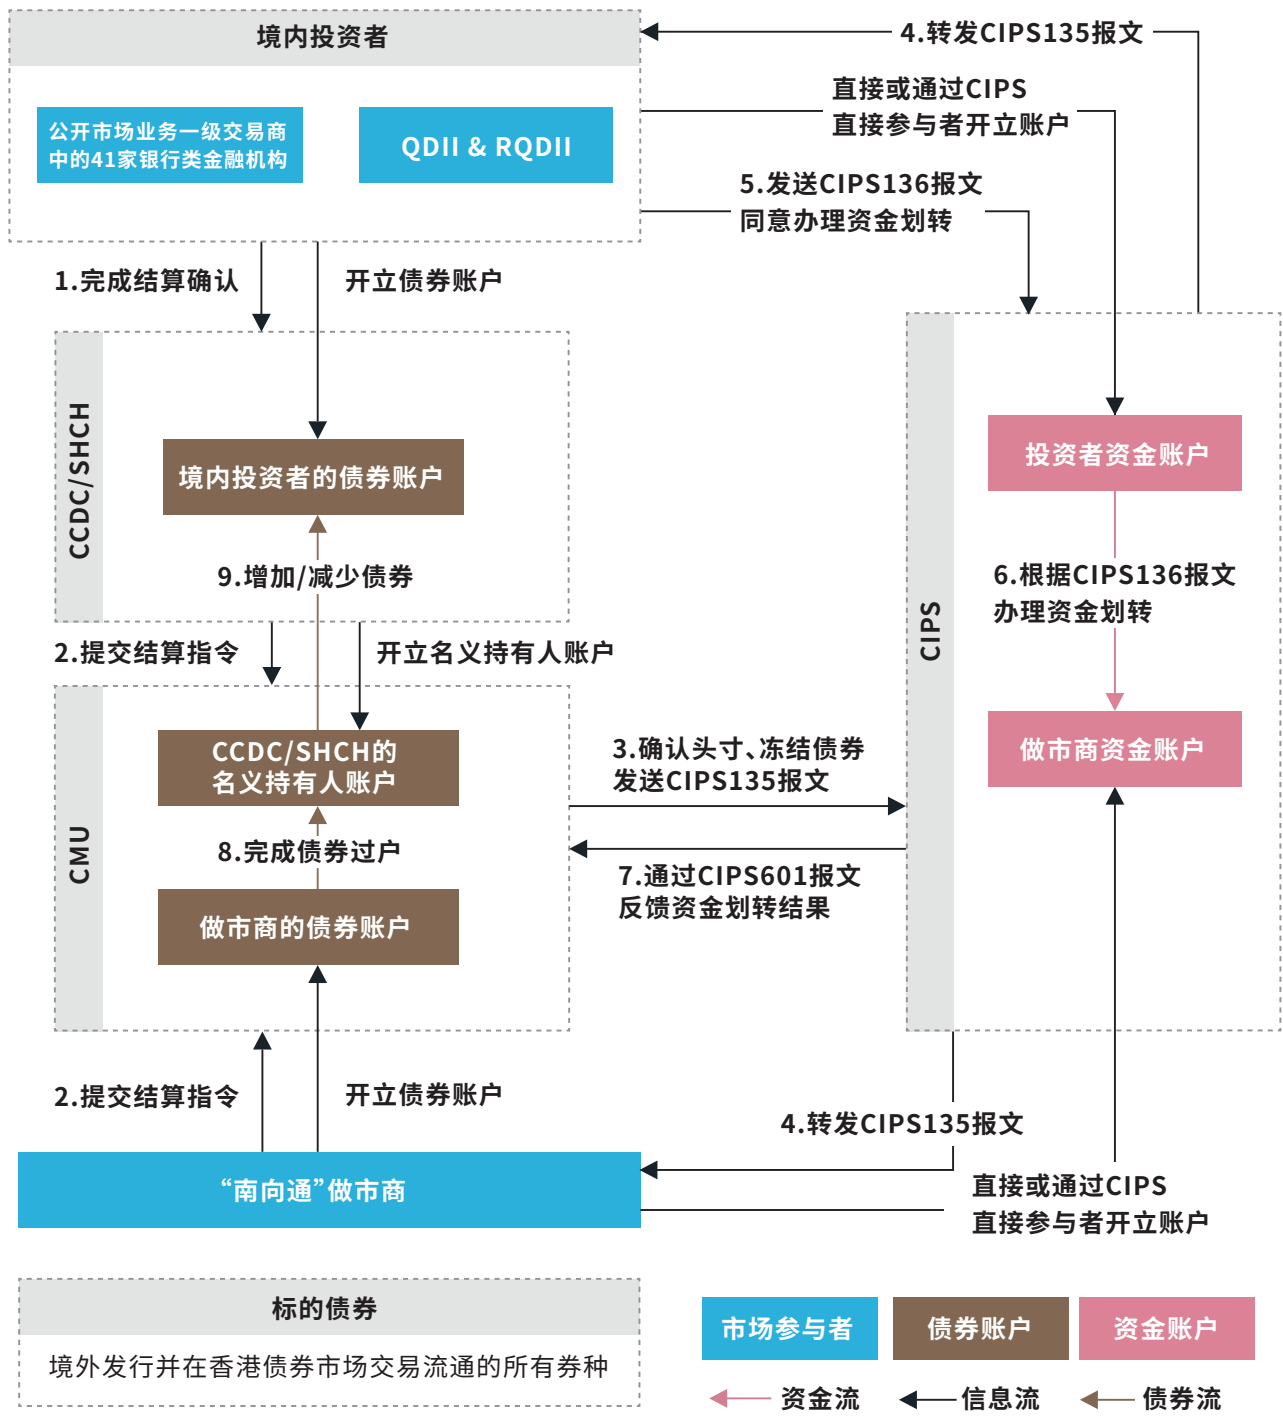 境内投资者
4.转发CIPS135报文
直接或通过CIPS
直接参与者开立账户
公开市场业务一级交易商
中的41家银行类金融机构
QDII & RQDII
5.发送CIPS136报文
同意办理资金划转
1.完成结算确认
开立债券账户
CCDC/SHCH
境内投资者的债券账户
9.增加/减少债券
CIPS
投资者资金账户
6.根据CIPS136报文
办理资金划转
做市商资金账户
2.提交结算指令
开立名义持有人账户
CMU
CCDC/SHCH的
名义持有人账户
8.完成债券过户
做市商的债券账户
3.确认头寸、冻结债券
发送CIPS135报文
7.通过CIPS601报文
反馈资金划转结果
2.提交结算指令
开立债券账户
4.转发CIPS135报文
“南向通”做市商
直接或通过CIPS
直接参与者开立账户
标的债券
境外发行并在香港债券市场交易流通的所有券种
市场参与者
债券账户
资金账户
资金流
信息流
债券流